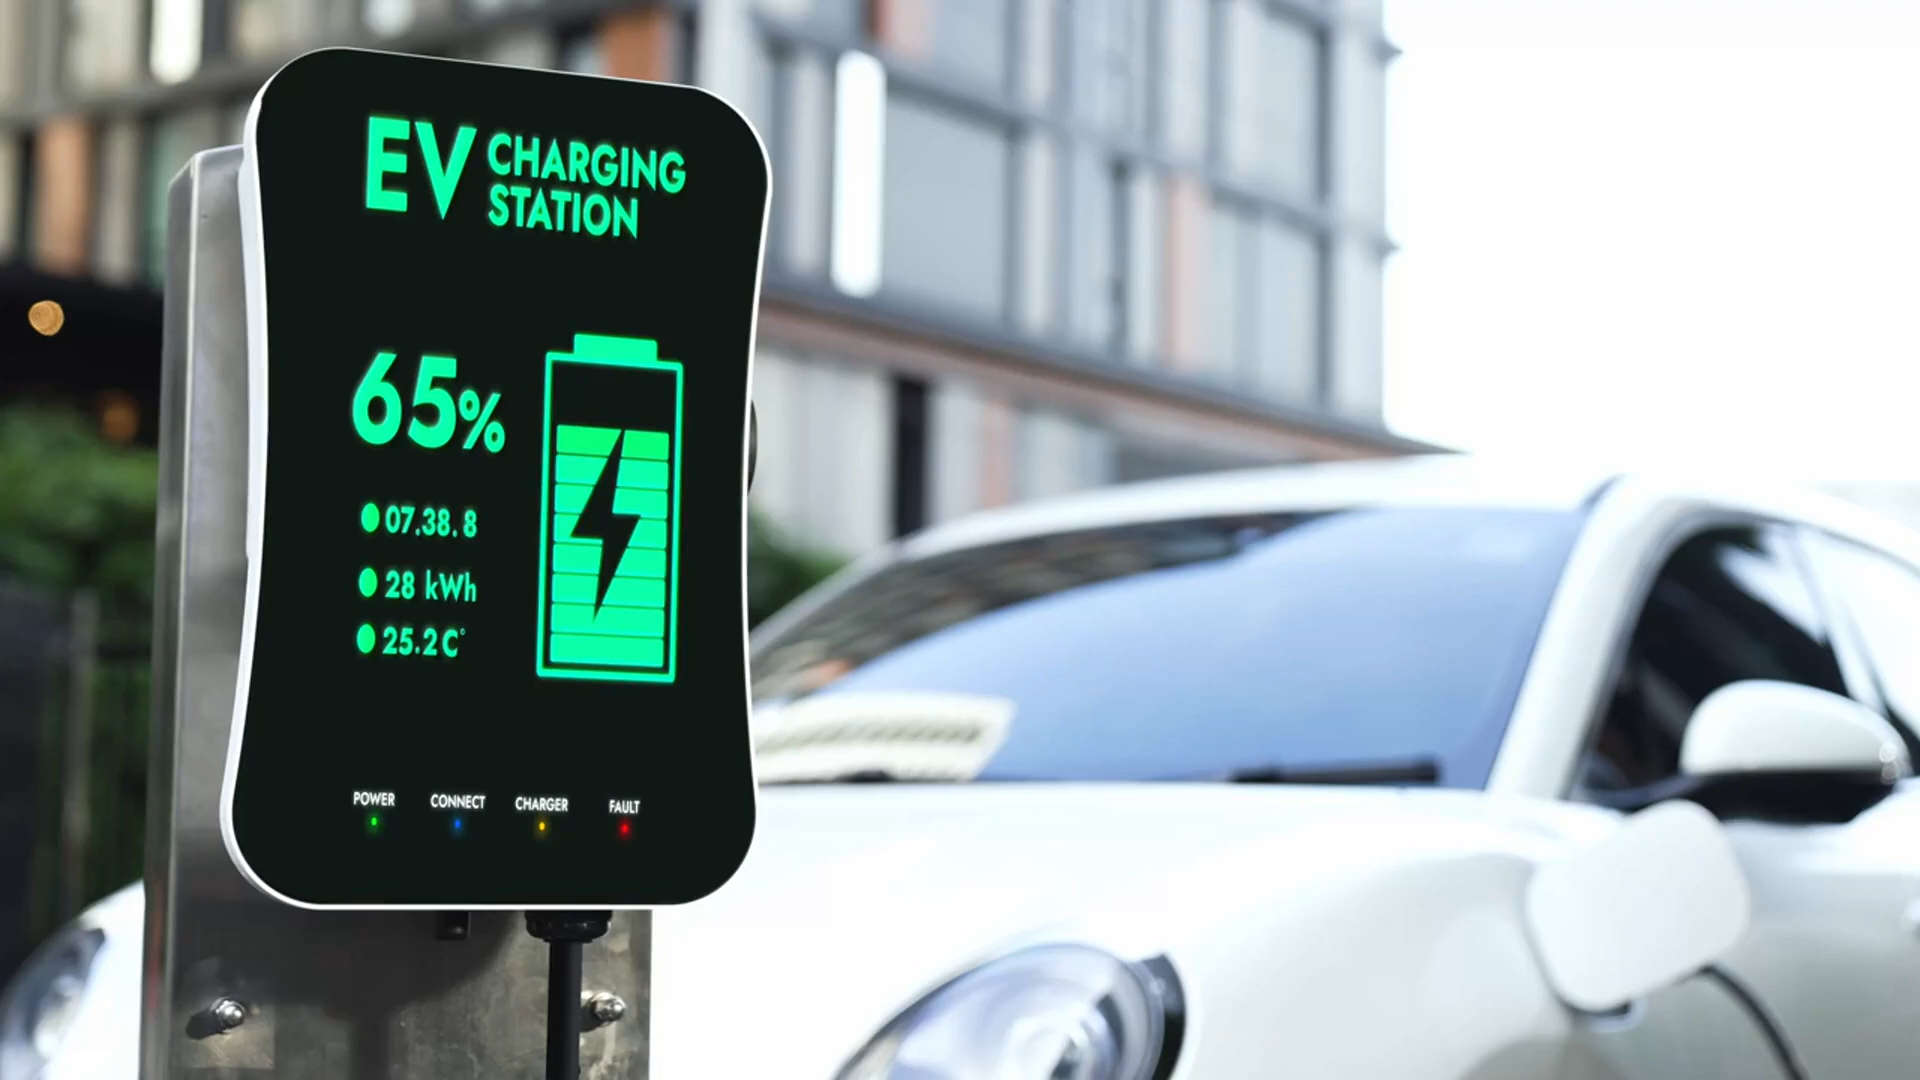 EV CHARGING
STATION
65%
07.38.8
28 kWh
25.2C°
POWER CONNECT CHARGER FAULT